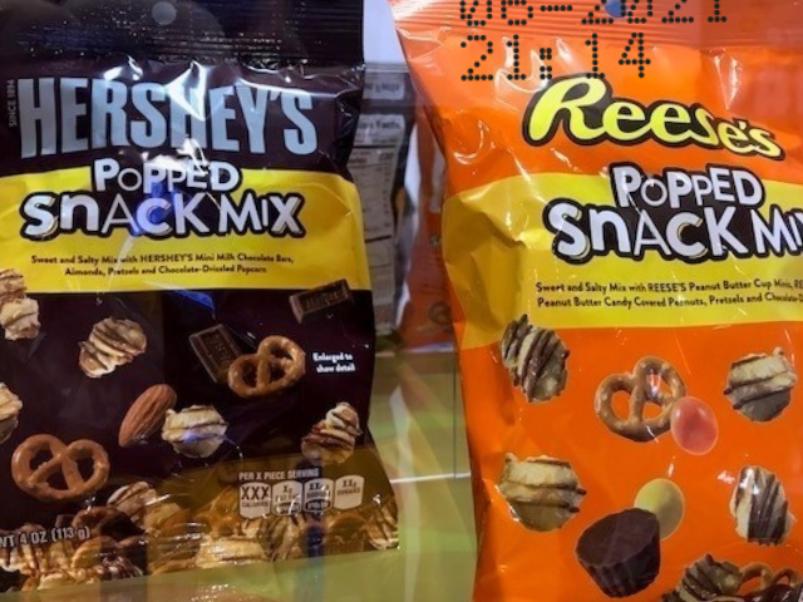 06-2021
21:14
SINCE 1894
HERSHEY'S
POPPED
SNACK MIX
Sweet and Salty Mix with HERSHEY'S Mini Milk Chocolate Bars,
Almonds, Pretzels and Chocolate-Drizzled Popcorn
Enlarged to
show detail
PER X PIECE SERVING
XXX
CALORIES
WT 4 OZ (113 g)
Reese's
POPPED
SNACK MIX
Sweet and Salty Mix with REESE'S Peanut Butter Cup Minis, RE
Peanut Butter Candy Covered Peanuts, Pretzels and Chocolate-